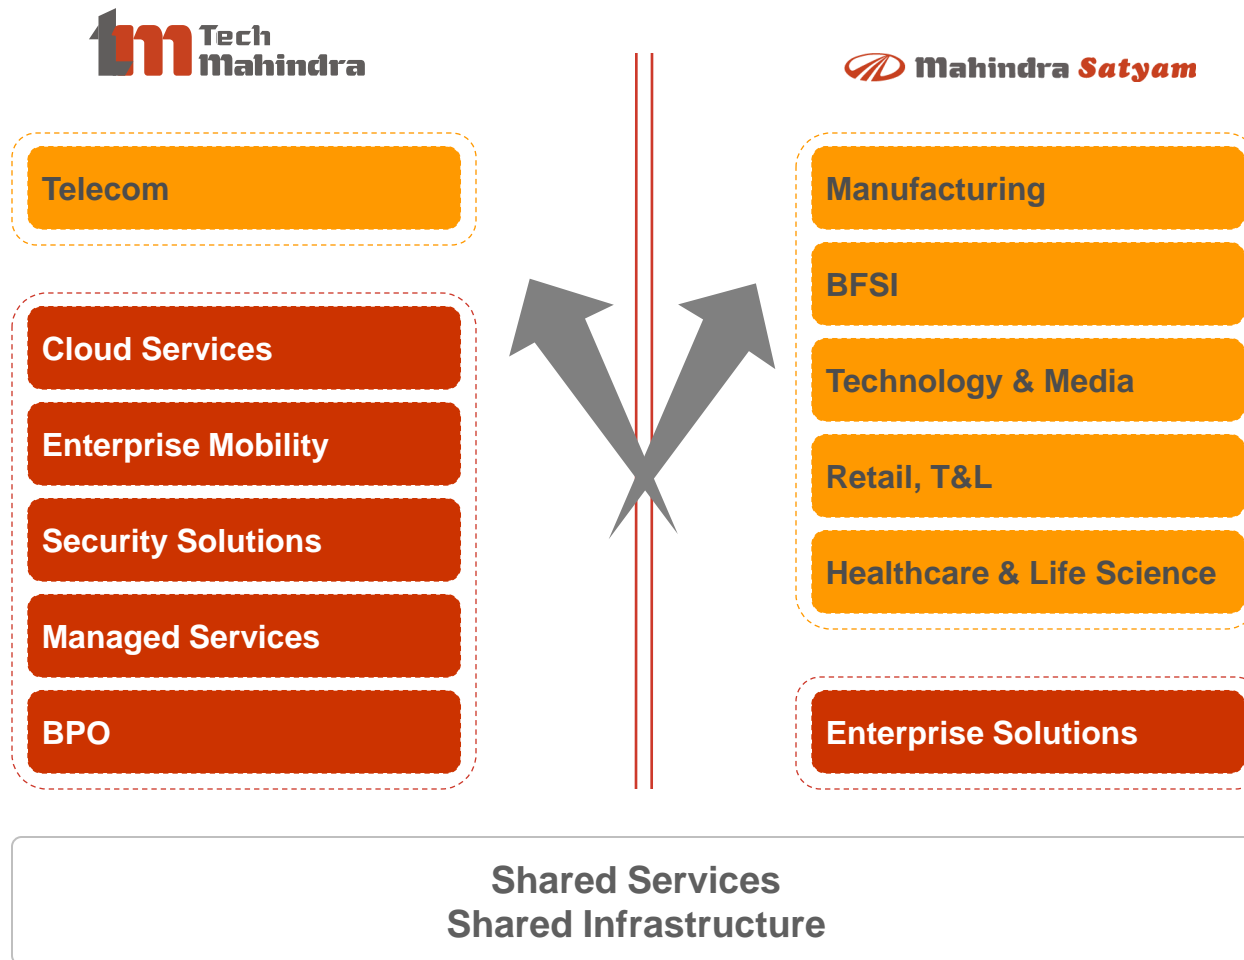 Tech
Mahindra
Mahindra Satyam
Telecom
Cloud Services
Enterprise Mobility
Security Solutions
Managed Services
BPO
Manufacturing
BFSI
Technology & Media
Retail, T&L
Healthcare & Life Science
Enterprise Solutions
Shared Services
Shared Infrastructure